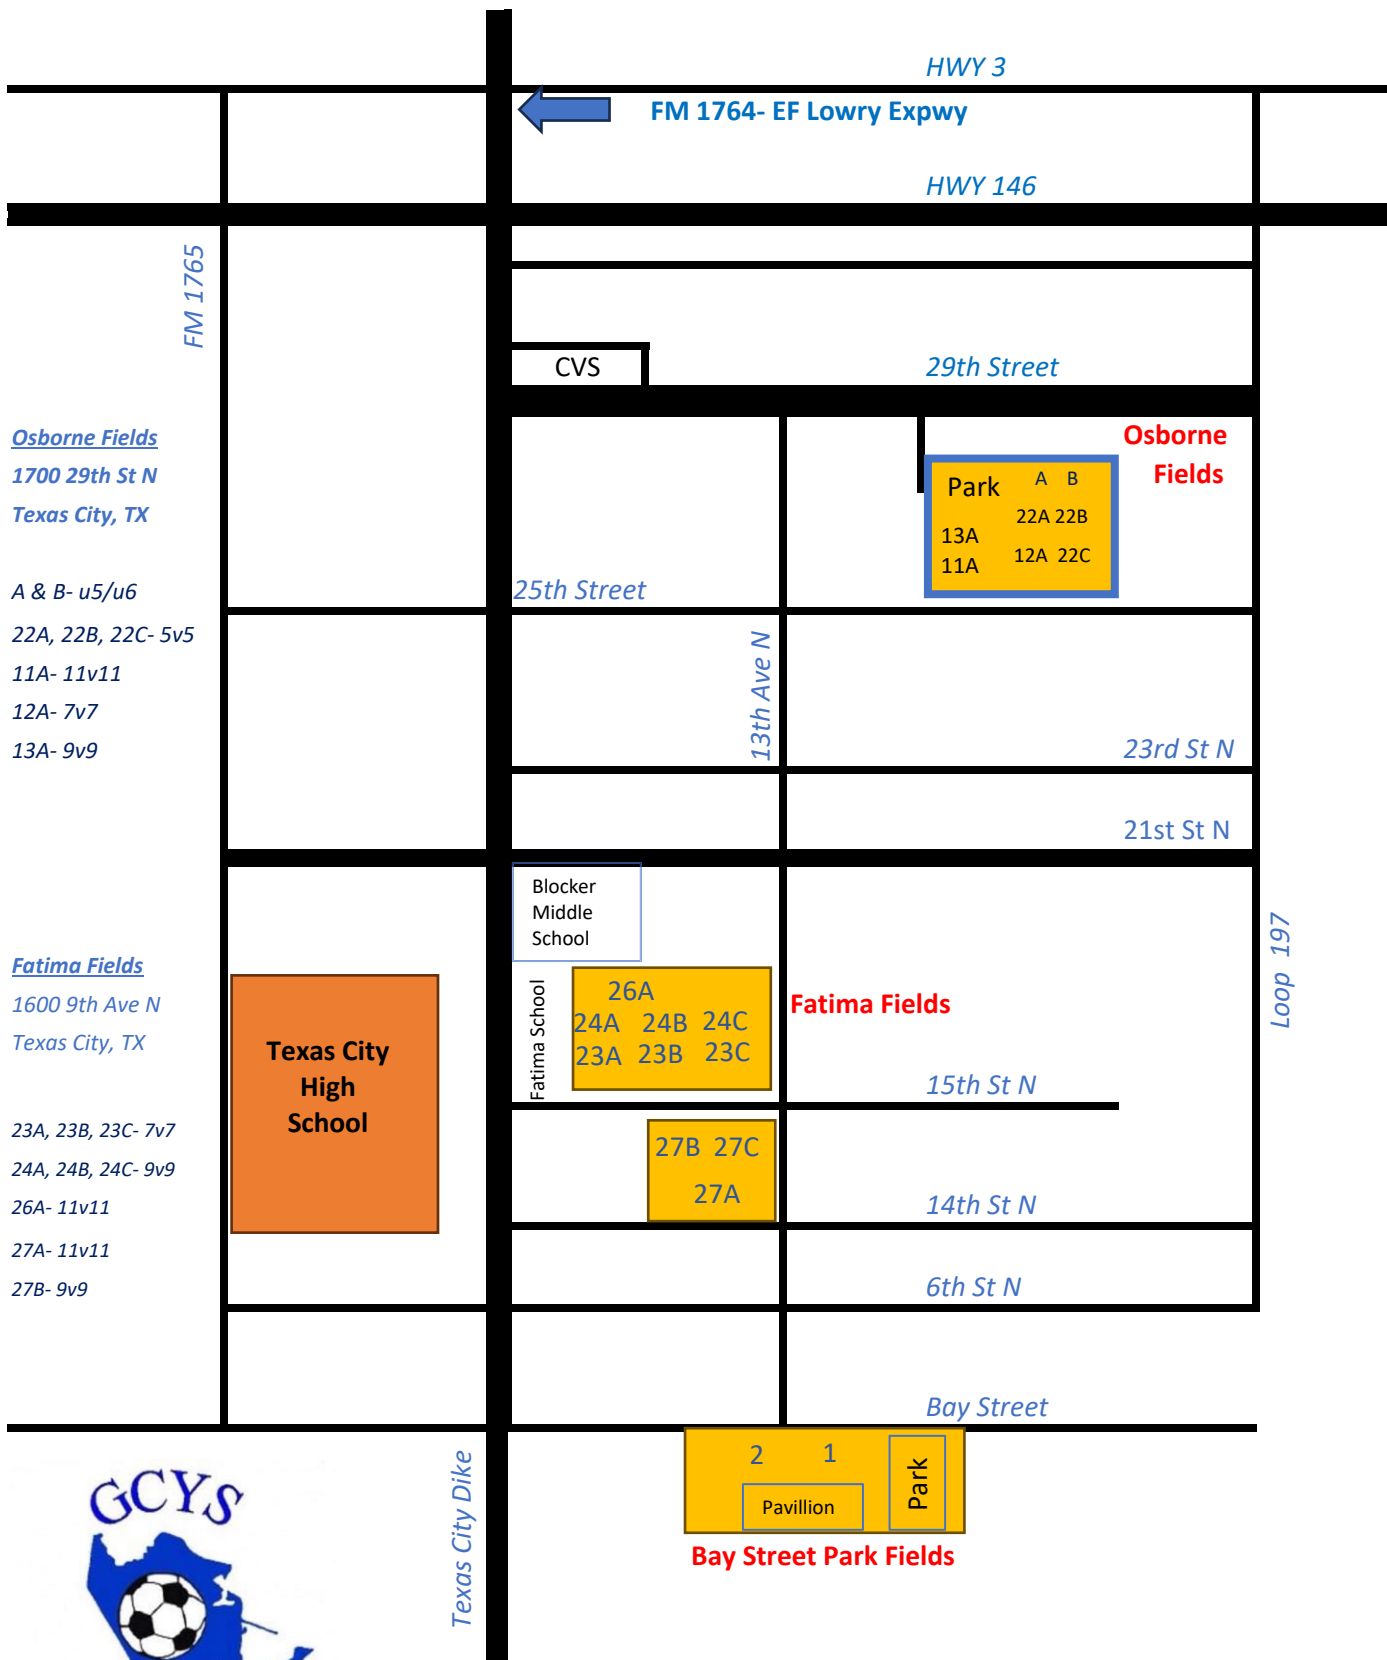 HWY 3
FM 1764- EF Lowry Expwy
HWY 146
FM 1765
CVS
29th Street
Osborne Fields
1700 29th St N
Texas City, TX
A & B- u5/u6
22A, 22B, 22C- 5v5
11A- 11v11
12A- 7v7
13A- 9v9
Osborne
Fields
Park
A B
22A 22B
13A
12A 22C
11A
25th Street
13th Ave N
23rd St N
21st St N
Blocker
Middle
School
Loop 197
Fatima Fields
1600 9th Ave N
Texas City, TX
23A, 23B, 23C- 7v7
24A, 24B, 24C- 9v9
26A- 11v11
27A- 11v11
27B- 9v9
Texas City
High
School
Fatima School
26A
24A 24B 24C
23A 23B 23C
Fatima Fields
15th St N
27B 27C
27A
14th St N
6th St N
Bay Street
2 1
Pavillion
Park
Bay Street Park Fields
Texas City Dike
GCYS